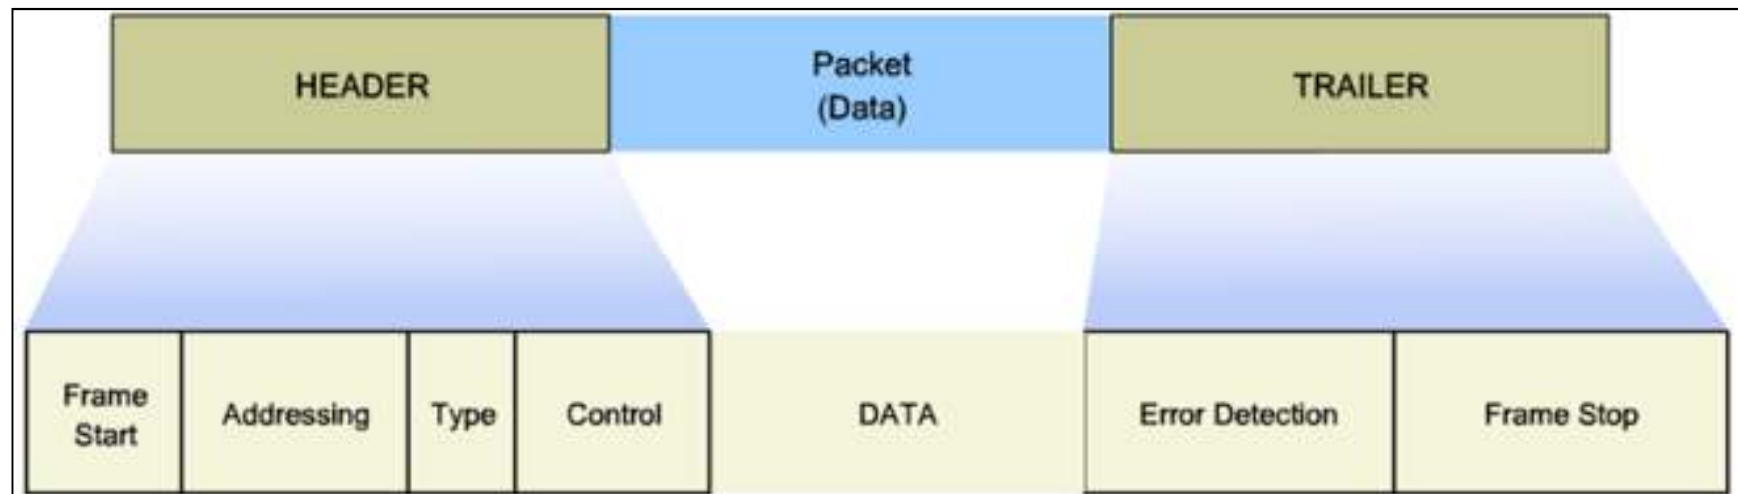 HEADER
Packet
(Data)
TRAILER
Frame
Start
Addressing
Type
Control
DATA
Error Detection
Frame Stop